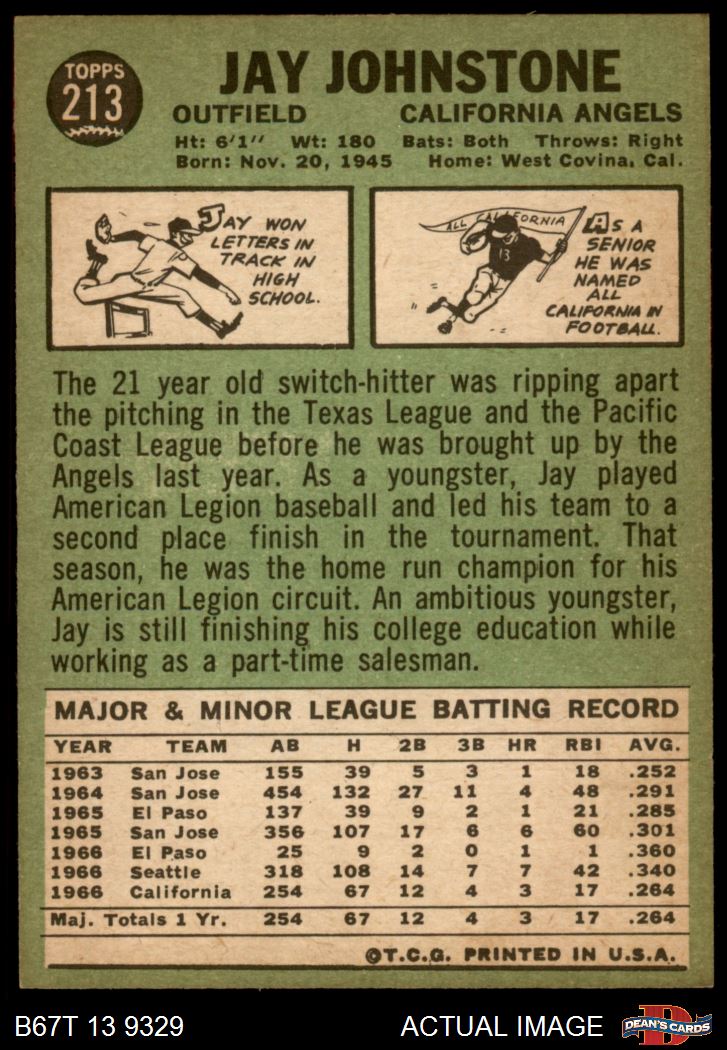 TOPPS
213
JAY JOHNSTONE
OUTFIELD CALIFORNIA ANGELS
Ht: 6'1" Wt: 180 Bats: Both Throws: Right
Born: Nov. 20, 1945 Home: West Covina, Cal.
JAY WON
LETTERS IN
TRACK IN
HIGH
SCHOOL.
ALL CALIFORNIA
13
AS A
SENIOR
HE WAS
NAMED
ALL
CALIFORNIA IN
FOOTBALL.
The 21 year old switch-hitter was ripping apart
the pitching in the Texas League and the Pacific
Coast League before he was brought up by the
Angels last year. As a youngster, Jay played
American Legion baseball and led his team to a
second place finish in the tournament. That
season, he was the home run champion for his
American Legion circuit. An ambitious youngster,
Jay is still finishing his college education while
working as a part-time salesman.
MAJOR & MINOR LEAGUE BATTING RECORD
YEAR TEAM AB H 2B 3B HR RBI AVG.
1963 San Jose 155 39 5 3 1 18 .252
1964 San Jose 454 132 27 11 4 48 .291
1965 El Paso 137 39 9 2 1 21 .285
1965 San Jose 356 107 17 6 6 60 .301
1966 El Paso 25 9 2 0 1 1 .360
1966 Seattle 318 108 14 7 7 42 .340
1966 California 254 67 12 4 3 17 .264
Maj. Totals 1 Yr. 254 67 12 4 3 17 .264
©T.C.G. PRINTED IN U.S.A.
B67T 13 9329 ACTUAL IMAGE
D
DEAN'S CARDS